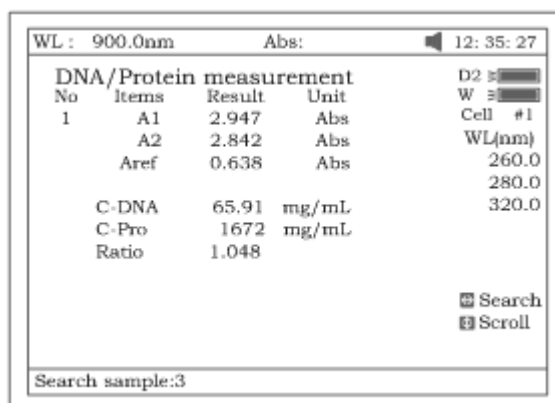 WL : 900.0nm Abs: 12: 35: 27
DNA/Protein measurement D2
No Items Result Unit W
1 A1 2.947 Abs Cell #1
A2 2.842 Abs WL(nm)
Aref 0.638 Abs 260.0
280.0
C-DNA 65.91 mg/mL 320.0
C-Pro 1672 mg/mL
Ratio 1.048
Search
Scroll
Search sample:3